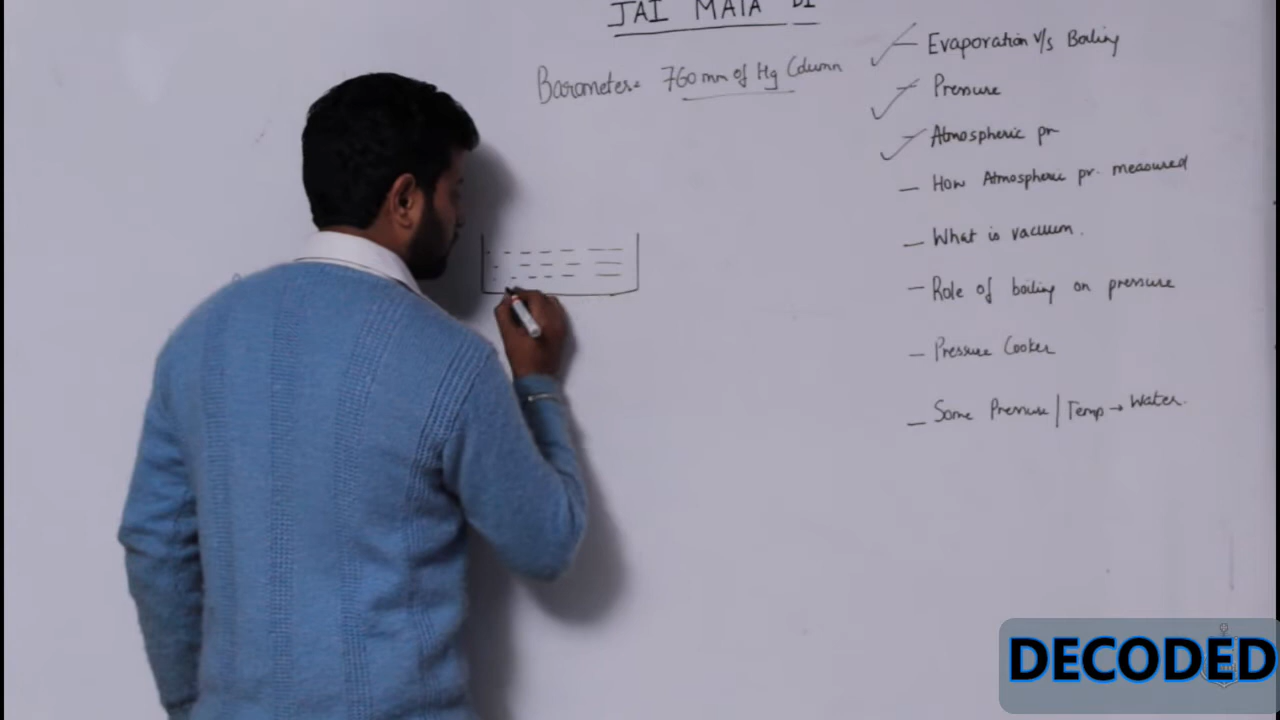 JAI MATA DI
Barometer = 760 mm of Hg Column
Evaporation v/s Boiling
Pressure
Atmospheric pr
How Atmospheric pr. measured
What is vacuum.
Role of boiling on pressure
Pressure Cooker
Some Pressure | Temp → Water.
DECODED